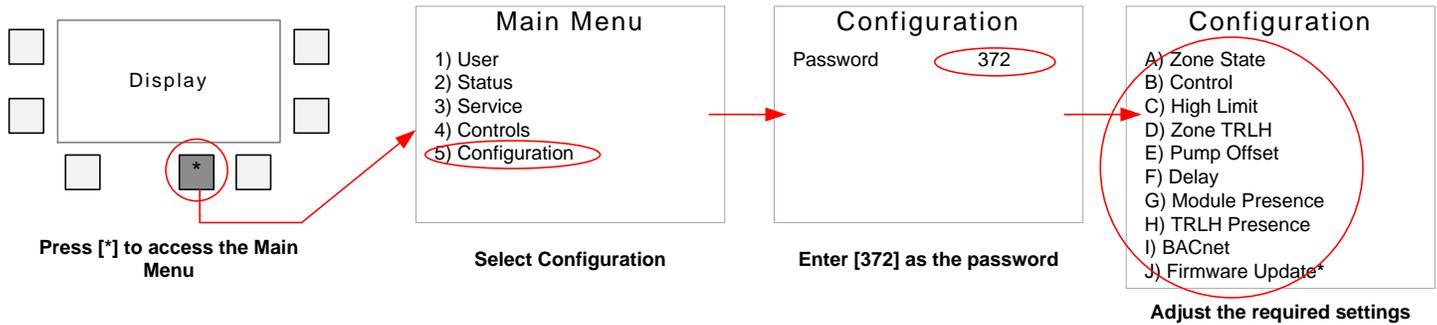 Display
*
Press [*] to access the Main
Menu
Main Menu
1) User
2) Status
3) Service
4) Controls
5) Configuration
Select Configuration
Configuration
Password 372
Enter [372] as the password
Configuration
A) Zone State
B) Control
C) High Limit
D) Zone TRLH
E) Pump Offset
F) Delay
G) Module Presence
H) TRLH Presence
I) BACnet
J) Firmware Update*
Adjust the required settings